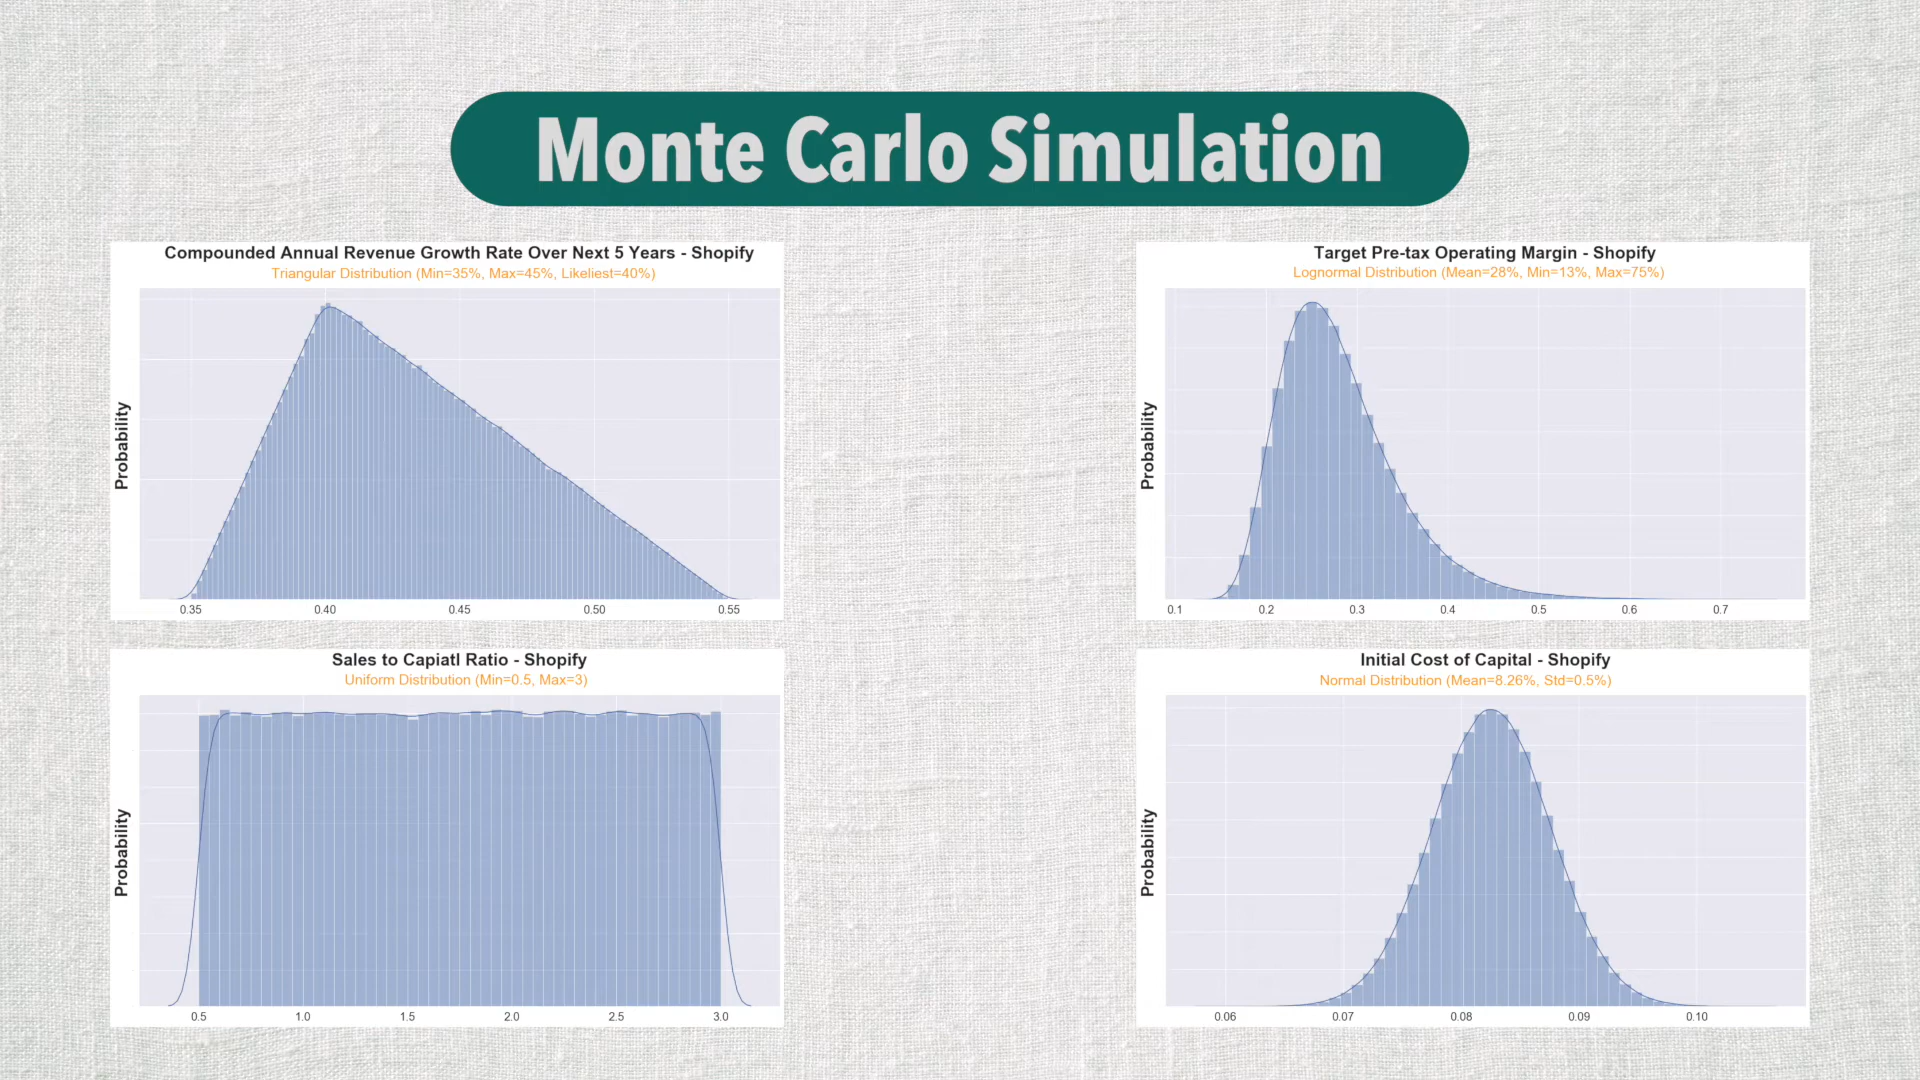 Monte Carlo Simulation
Compounded Annual Revenue Growth Rate Over Next 5 Years - Shopify
Triangular Distribution (Min=35%, Max=45%, Likeliest=40%)
Probability
0.35 0.40 0.45 0.50 0.55
Target Pre-tax Operating Margin - Shopify
Lognormal Distribution (Mean=28%, Min=13%, Max=75%)
Probability
0.1 0.2 0.3 0.4 0.5 0.6 0.7
Sales to Capiatl Ratio - Shopify
Uniform Distribution (Min=0.5, Max=3)
Probability
0.5 1.0 1.5 2.0 2.5 3.0
Initial Cost of Capital - Shopify
Normal Distribution (Mean=8.26%, Std=0.5%)
Probability
0.06 0.07 0.08 0.09 0.10